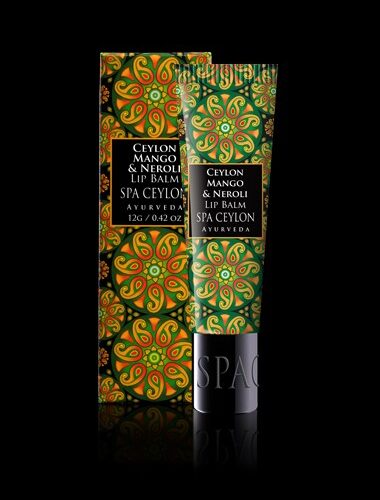 CEYLON
MANGO
& NEROLI
LIP BALM
SPA CEYLON
AYURVEDA
12G / 0.42 OZ
CEYLON
MANGO
& NEROLI
LIP BALM
SPA CEYLON
AYURVEDA
SPAC